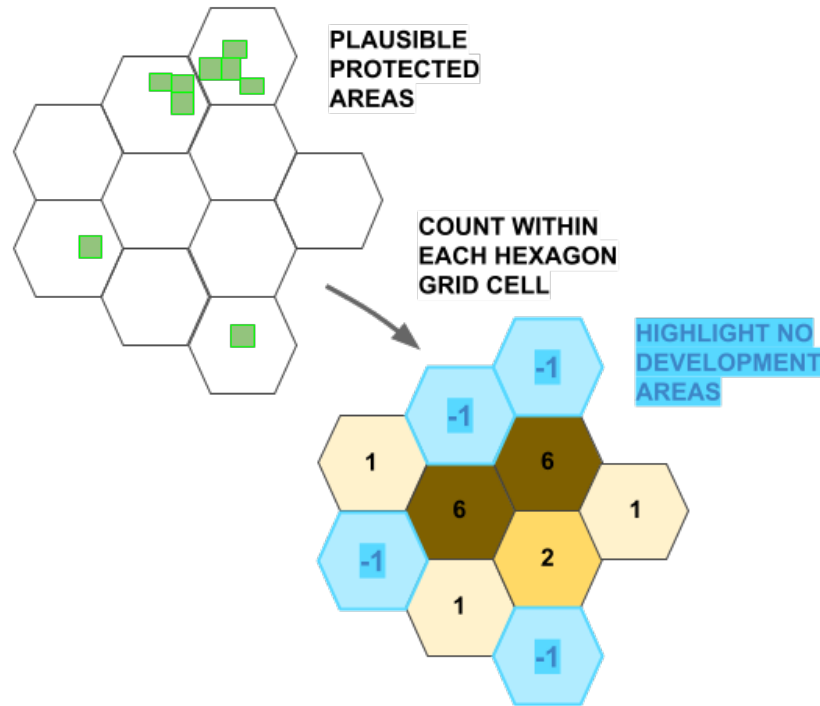 PLAUSIBLE
PROTECTED
AREAS
COUNT WITHIN
EACH HEXAGON
GRID CELL
HIGHLIGHT NO
DEVELOPMENT
AREAS
-1
-1
1
6
6
1
-1
2
1
-1